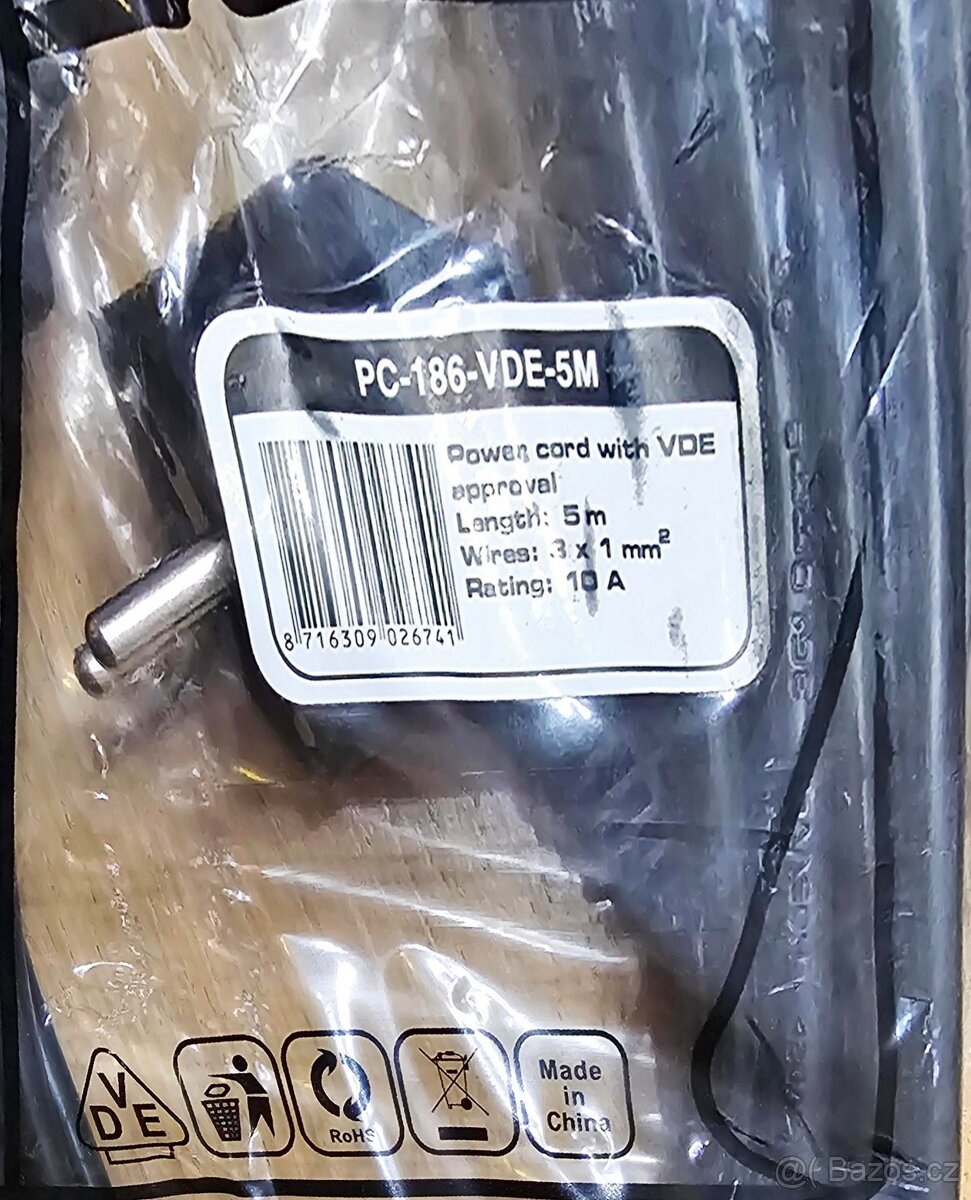 PC-186-VDE-5M
Power cord with VDE
approval
Length: 5 m
Wires: 3 x 1 mm²
Rating: 10 A
8 716309 026741
VDE
RoHS
Made
in
China
Bazos.cz